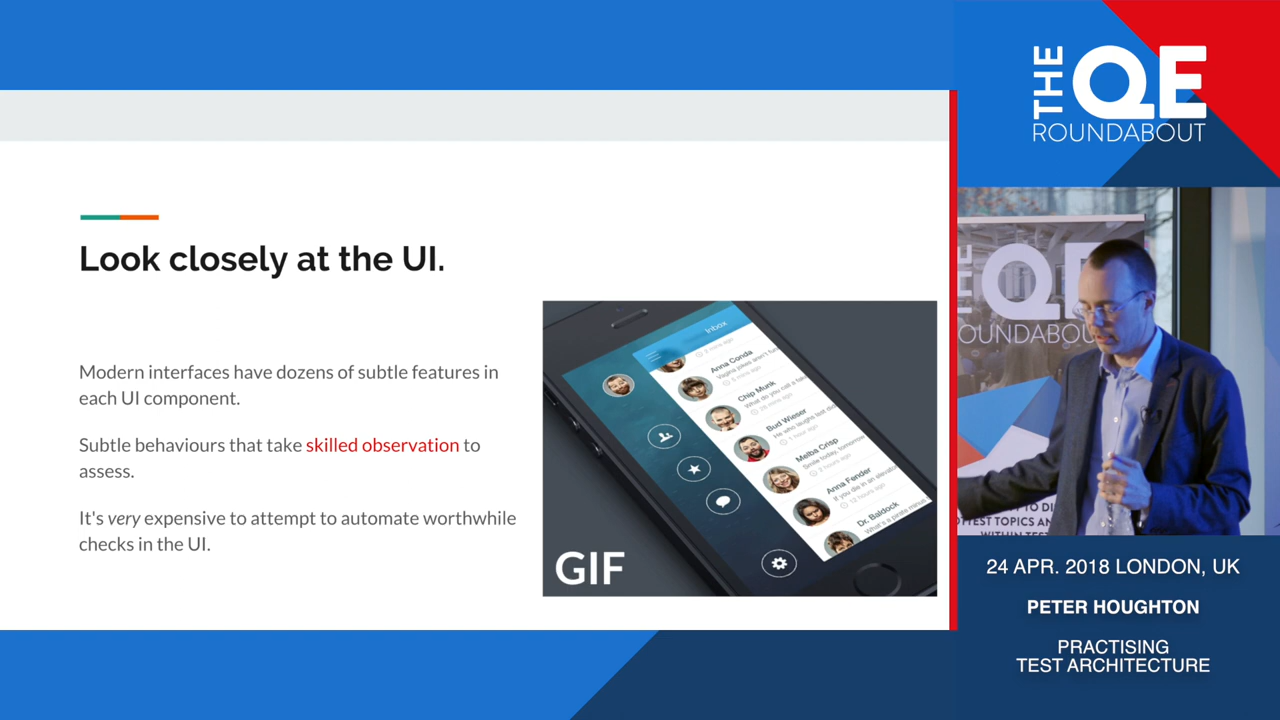 Look closely at the UI.
Modern interfaces have dozens of subtle features in
each UI component.
Subtle behaviours that take skilled observation to
assess.
It's very expensive to attempt to automate worthwhile
checks in the UI.
Inbox
Anna Conda
Chip Munk
Bud Wieser
Melba Crisp
Anna Fender
Dr. Baldock
GIF
THE QE
ROUNDABOUT
QE
OUNDABOU
24 APR. 2018 LONDON, UK
PETER HOUGHTON
PRACTISING
TEST ARCHITECTURE